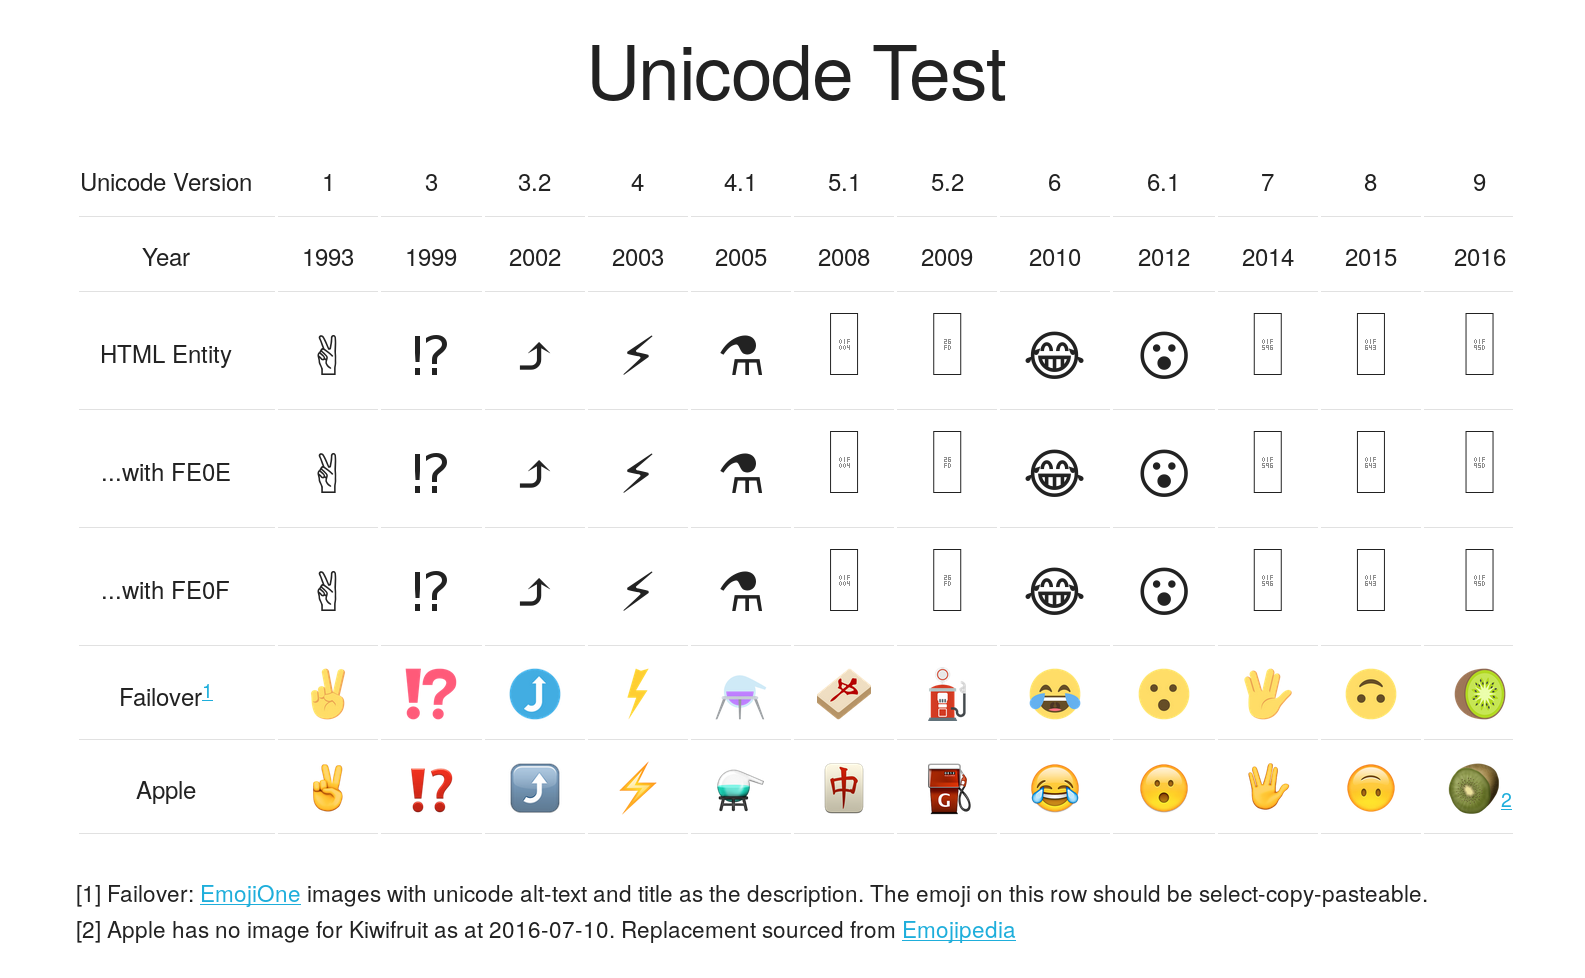 Unicode Test
Unicode Version 1 3 3.2 4 4.1 5.1 5.2 6 6.1 7 8 9
Year 1993 1999 2002 2003 2005 2008 2009 2010 2012 2014 2015 2016
HTML Entity ✌ ⁉ ⤴ ⚡ ⚗ 01F004 26FD 😂 😮 01F596 01F643 01F95D
...with FE0E ✌ ⁉ ⤴ ⚡ ⚗ 01F004 26FD 😂 😮 01F596 01F643 01F95D
...with FE0F ✌ ⁉ ⤴ ⚡ ⚗ 01F004 26FD 😂 😮 01F596 01F643 01F95D
Failover1 ✌️ ⁉️ ⤴️ ⚡ ⚗️ 🀄 ⛽ 😂 😮 🖖 🙃 🥝
Apple ✌️ ⁉️ ⤴️ ⚡ ⚗️ 🀄 ⛽ 😂 😮 🖖 🙃 🥝 2
[1] Failover: EmojiOne images with unicode alt-text and title as the description. The emoji on this row should be select-copy-pasteable.
[2] Apple has no image for Kiwifruit as at 2016-07-10. Replacement sourced from Emojipedia